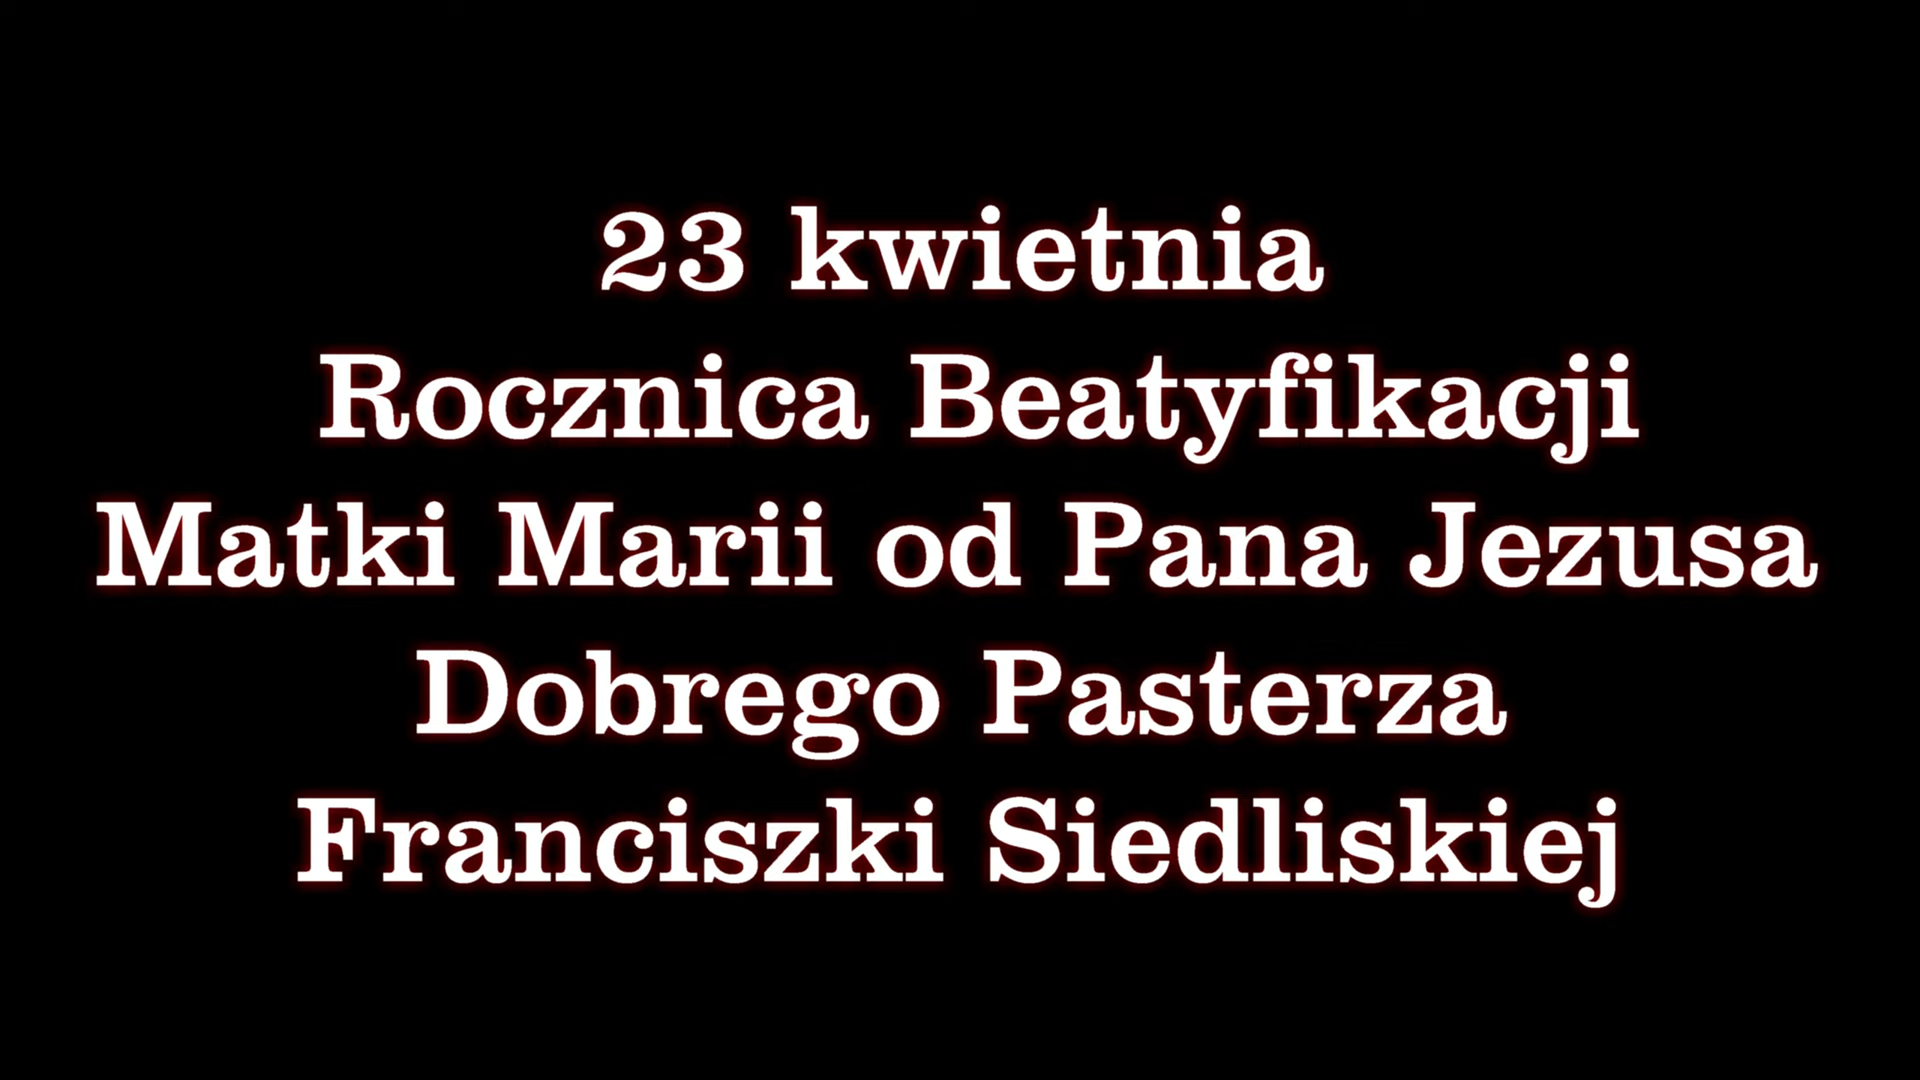 23 kwietnia
Rocznica Beatyfikacji
Matki Marii od Pana Jezusa
Dobrego Pasterza
Franciszki Siedliskiej